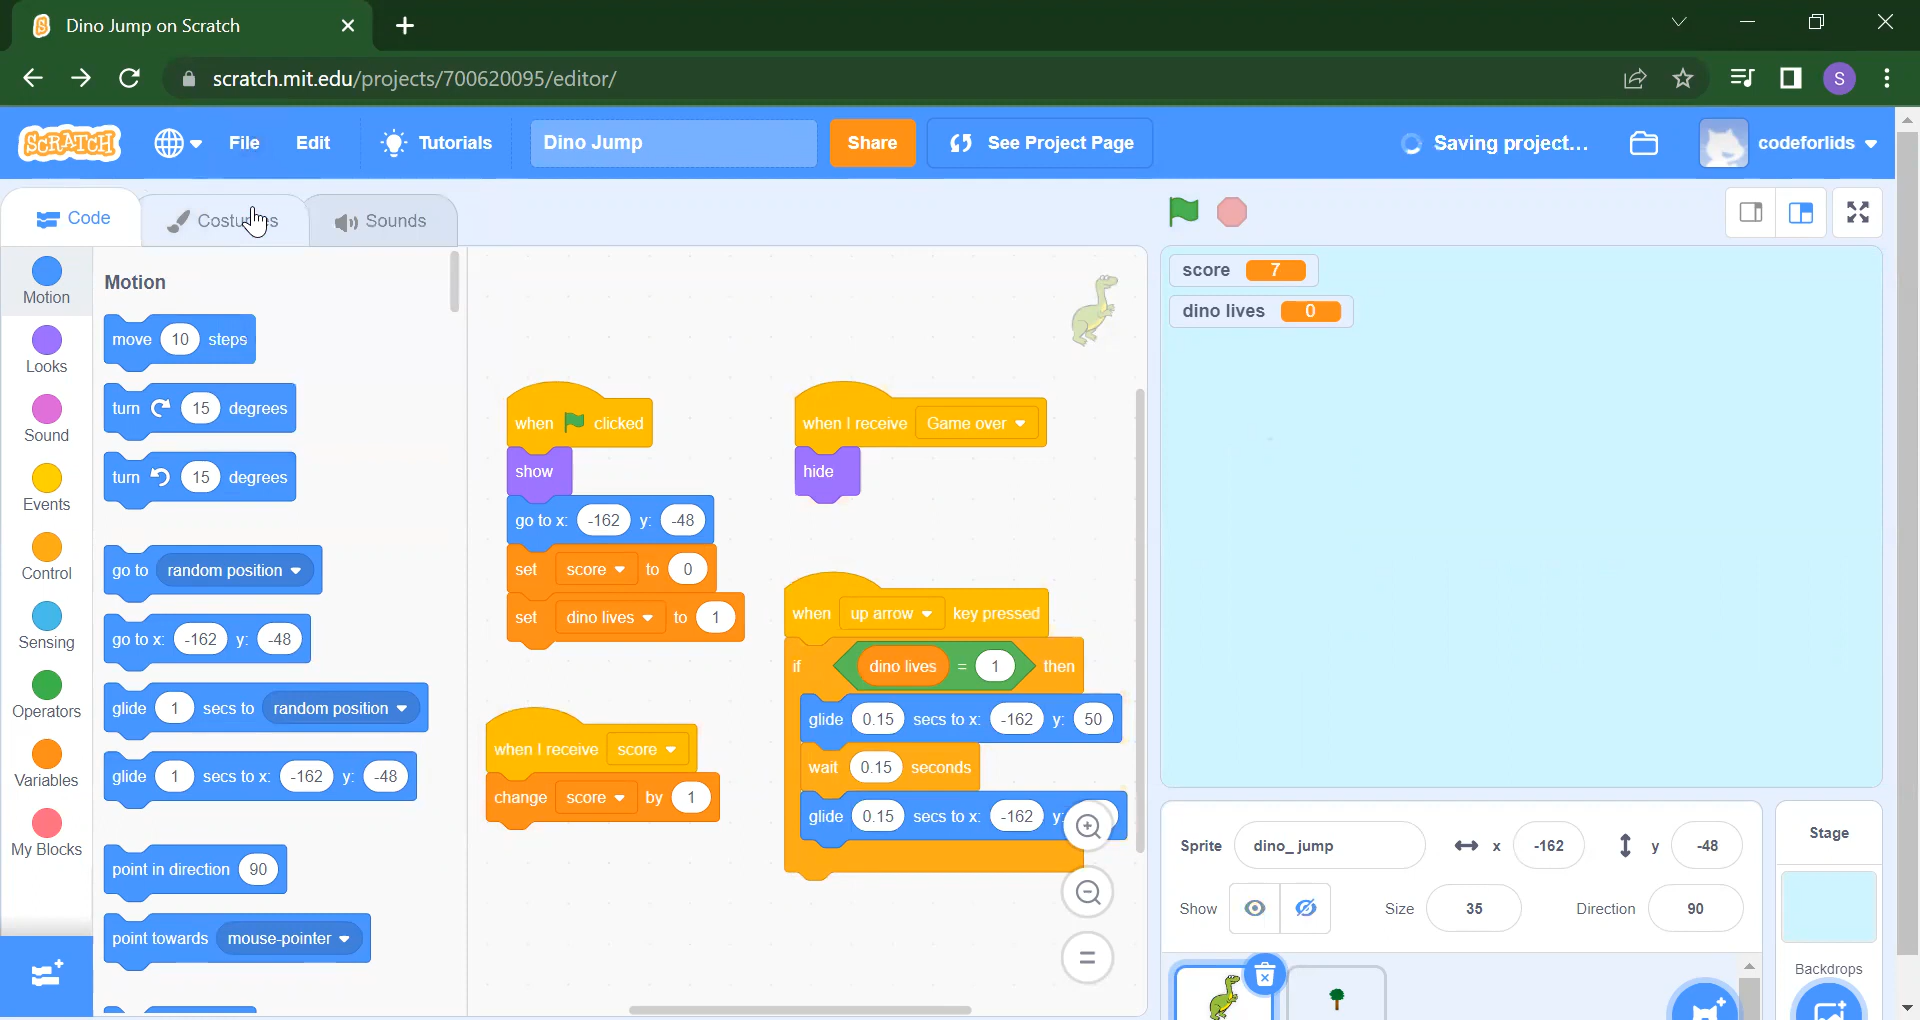 Dino Jump on Scratch
scratch.mit.edu/projects/700620095/editor/
S
SCRATCH
File
Edit
Tutorials
Dino Jump
Share
See Project Page
Saving project...
codeforlids
Code
Costumes
Sounds
Motion
Looks
Sound
Events
Control
Sensing
Operators
Variables
My Blocks
Motion
move 10 steps
turn 15 degrees
turn 15 degrees
go to random position
go to x: -162 y: -48
glide 1 secs to random position
glide 1 secs to x: -162 y: -48
point in direction 90
point towards mouse-pointer
when clicked
show
go to x: -162 y: -48
set score to 0
set dino lives to 1
when I receive score
change score by 1
when I receive Game over
hide
when up arrow key pressed
if dino lives = 1 then
glide 0.15 secs to x: -162 y: 50
wait 0.15 seconds
glide 0.15 secs to x: -162 y:
score 7
dino lives 0
Sprite dino_ jump x -162 y -48
Show Size 35 Direction 90
Stage
Backdrops